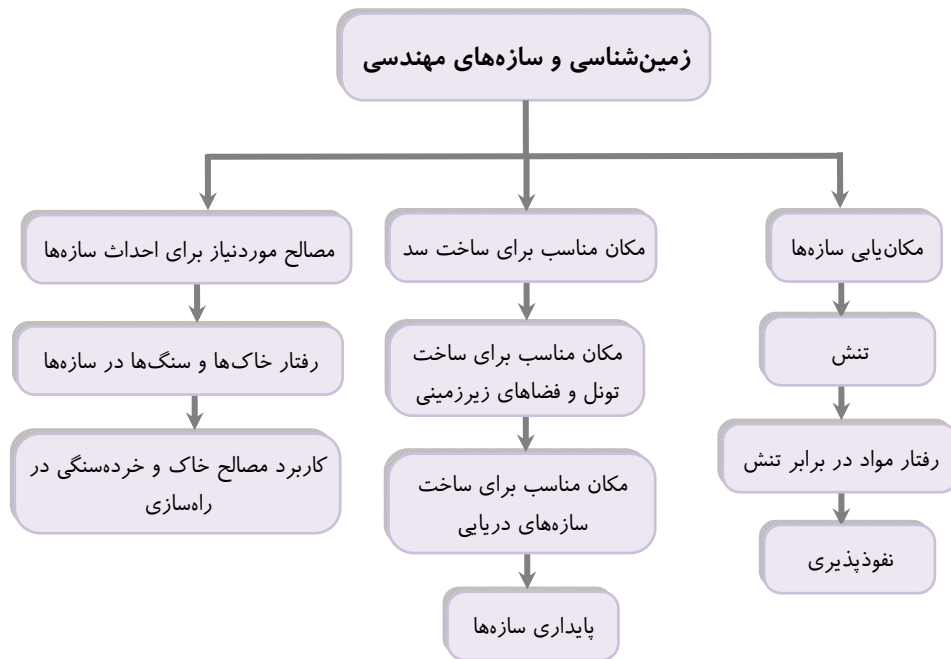 زمین‌شناسی و سازه‌های مهندسی
مکان‌یابی سازه‌ها
تنش
رفتار مواد در برابر تنش
نفوذپذیری
مکان مناسب برای ساخت سد
مکان مناسب برای ساخت
تونل و فضاهای زیرزمینی
مکان مناسب برای ساخت
سازه‌های دریایی
پایداری سازه‌ها
مصالح موردنیاز برای احداث سازه‌ها
رفتار خاک‌ها و سنگ‌ها در سازه‌ها
کاربرد مصالح خاک و خرده‌سنگی در
راه‌سازی